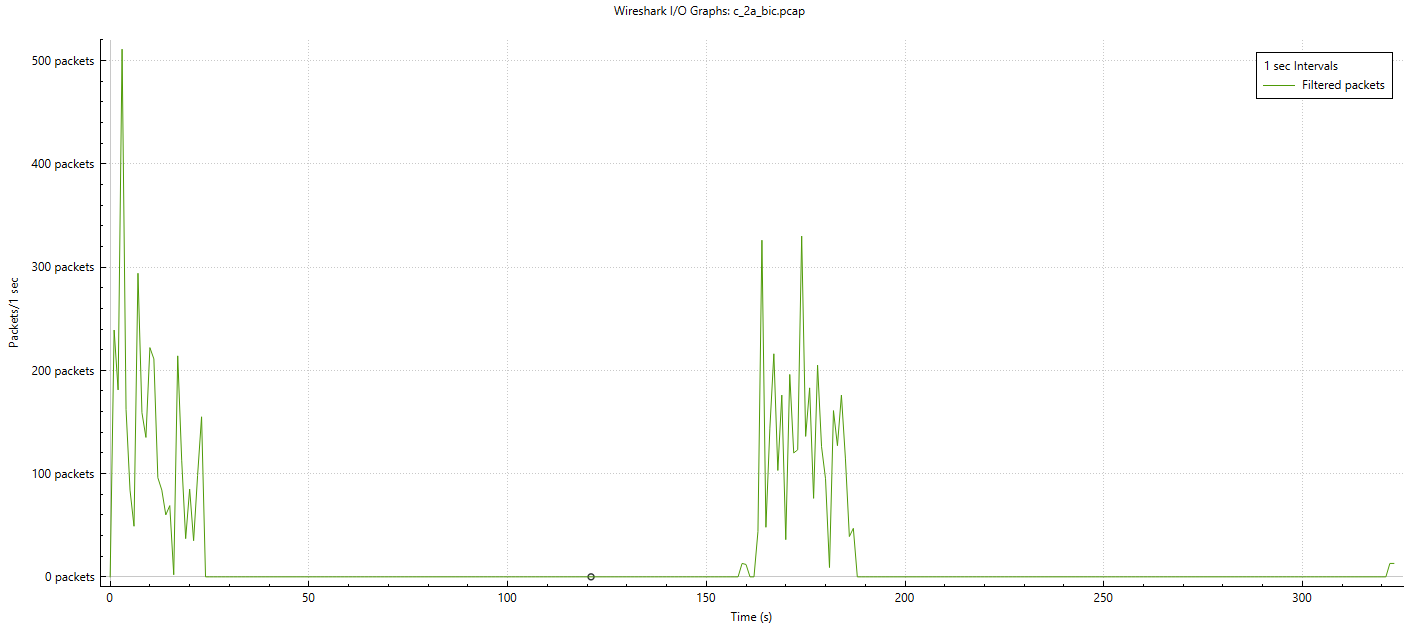 Wireshark I/O Graphs: c_2a_bic.pcap
500 packets
400 packets
300 packets
200 packets
100 packets
0 packets
Packets/1 sec
1 sec Intervals
Filtered packets
0 50 100 150 200 250 300
Time (s)